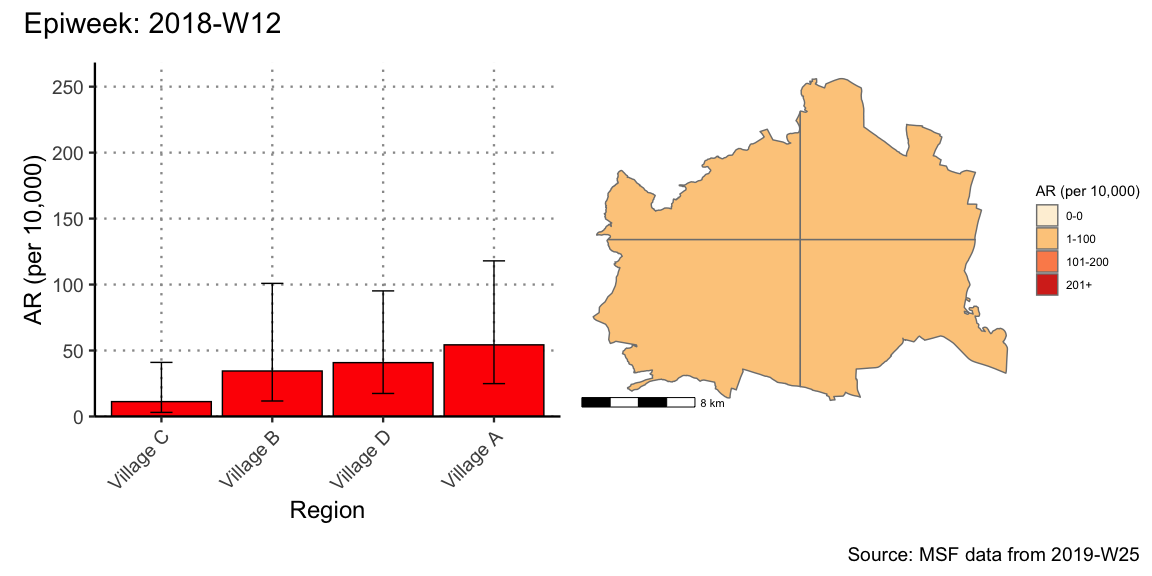 Epiweek: 2018-W12
AR (per 10,000)
250
200
150
100
50
0
Village C
Village B
Village D
Village A
Region
8 km
AR (per 10,000)
0-0
1-100
101-200
201+
Source: MSF data from 2019-W25